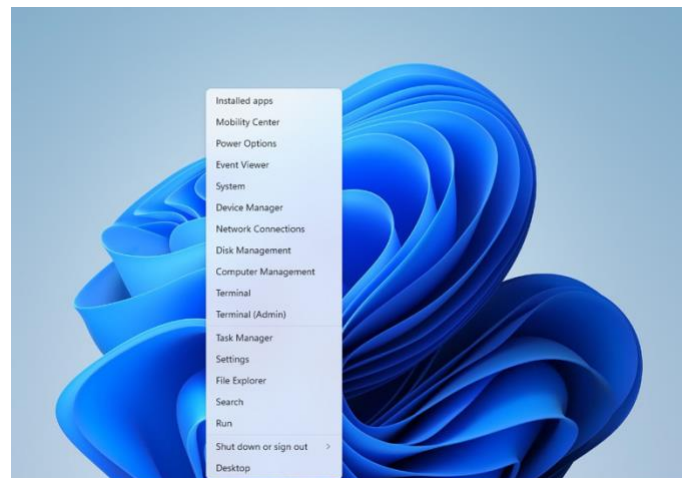 Installed apps
Mobility Center
Power Options
Event Viewer
System
Device Manager
Network Connections
Disk Management
Computer Management
Terminal
Terminal (Admin)
Task Manager
Settings
File Explorer
Search
Run
Shut down or sign out
Desktop